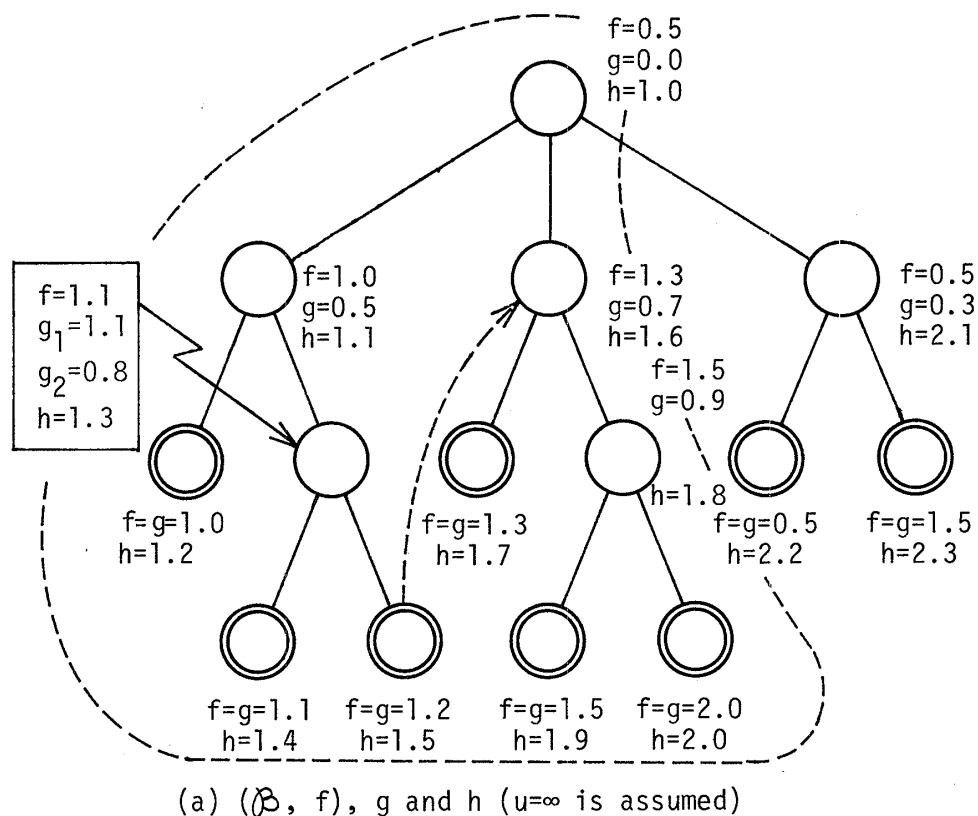 f=0.5
g=0.0
h=1.0
f=1.1
g₁=1.1
g₂=0.8
h=1.3
f=1.0
g=0.5
h=1.1
f=1.3
g=0.7
h=1.6
f=0.5
g=0.3
h=2.1
f=1.5
g=0.9
h=1.8
f=g=1.0
h=1.2
f=g=1.3
h=1.7
f=g=0.5
h=2.2
f=g=1.5
h=2.3
f=g=1.1
h=1.4
f=g=1.2
h=1.5
f=g=1.5
h=1.9
f=g=2.0
h=2.0
(a) (ℬ, f), g and h (u=∞ is assumed)